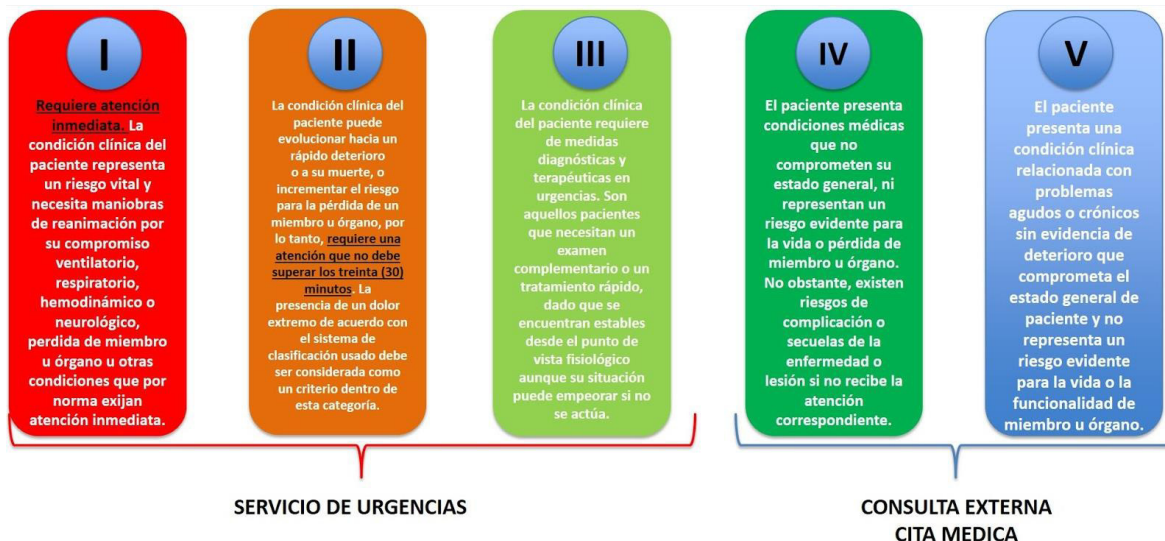 I
Requiere atención
inmediata. La
condición clínica del
paciente representa
un riesgo vital y
necesita maniobras
de reanimación por
su compromiso
ventilatorio,
respiratorio,
hemodinámico o
neurológico,
perdida de miembro
u órgano u otras
condiciones que por
norma exijan
atención inmediata.
II
La condición clínica del
paciente puede
evolucionar hacia un
rápido deterioro
o a su muerte, o
incrementar el riesgo
para la pérdida de un
miembro u órgano, por
lo tanto, requiere una
atención que no debe
superar los treinta (30)
minutos. La
presencia de un dolor
extremo de acuerdo con
el sistema de
clasificación usado debe
ser considerada como
un criterio dentro de
esta categoría.
III
La condición clínica
del paciente requiere
de medidas
diagnósticas y
terapéuticas en
urgencias. Son
aquellos pacientes
que necesitan un
examen
complementario o un
tratamiento rápido,
dado que se
encuentran estables
desde el punto de
vista fisiológico
aunque su situación
puede empeorar si no
se actúa.
IV
El paciente presenta
condiciones médicas
que no
comprometen su
estado general, ni
representan un
riesgo evidente para
la vida o pérdida de
miembro u órgano.
No obstante, existen
riesgos de
complicación o
secuelas de la
enfermedad o
lesión si no recibe la
atención
correspondiente.
V
El paciente
presenta una
condición clínica
relacionada con
problemas
agudos o crónicos
sin evidencia de
deterioro que
comprometa el
estado general de
paciente y no
representa un
riesgo evidente
para la vida o la
funcionalidad de
miembro u órgano.
SERVICIO DE URGENCIAS
CONSULTA EXTERNA
CITA MEDICA